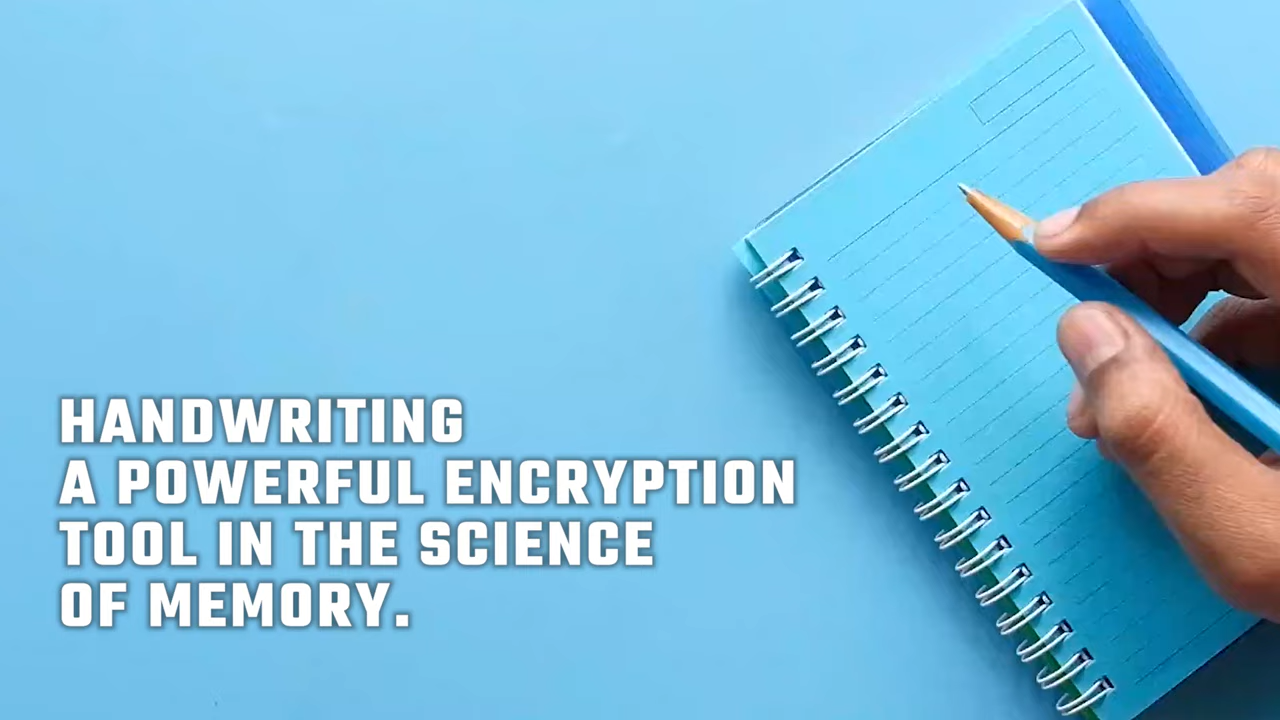 HANDWRITING
A POWERFUL ENCRYPTION
TOOL IN THE SCIENCE
OF MEMORY.